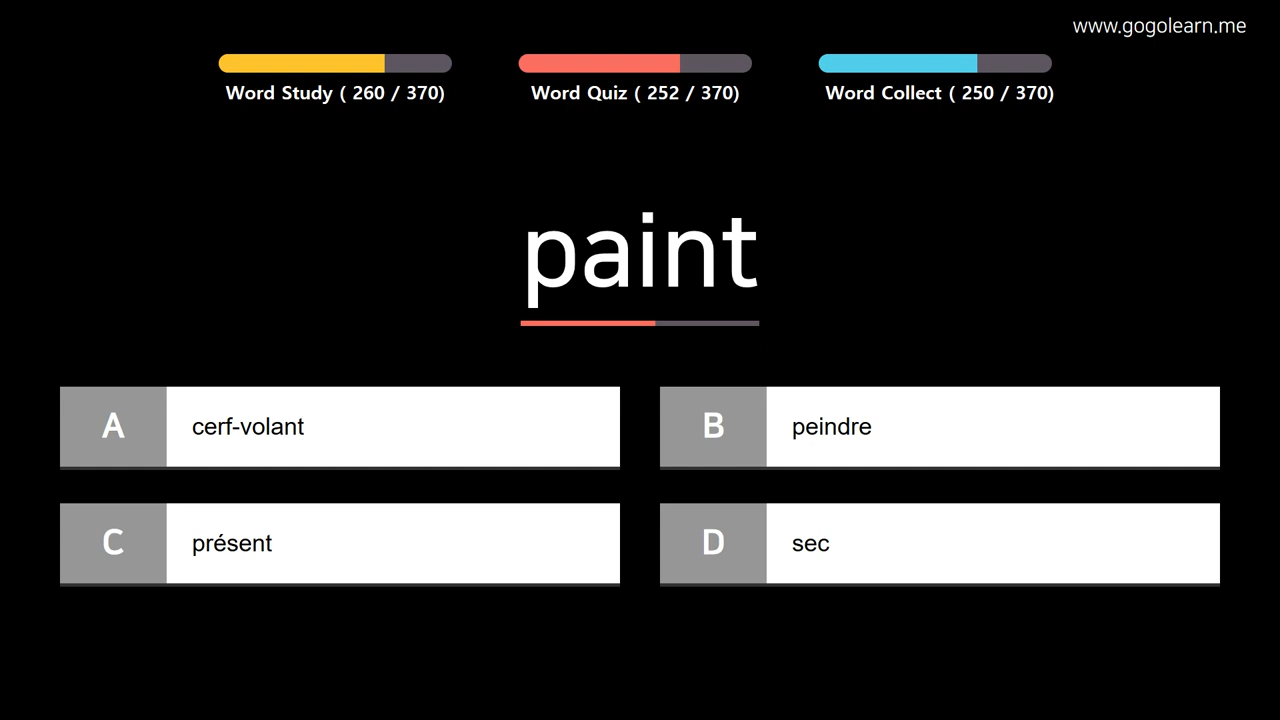 www.gogolearn.me
Word Study ( 260 / 370)
Word Quiz ( 252 / 370)
Word Collect ( 250 / 370)
paint
A
cerf-volant
B
peindre
C
présent
D
sec